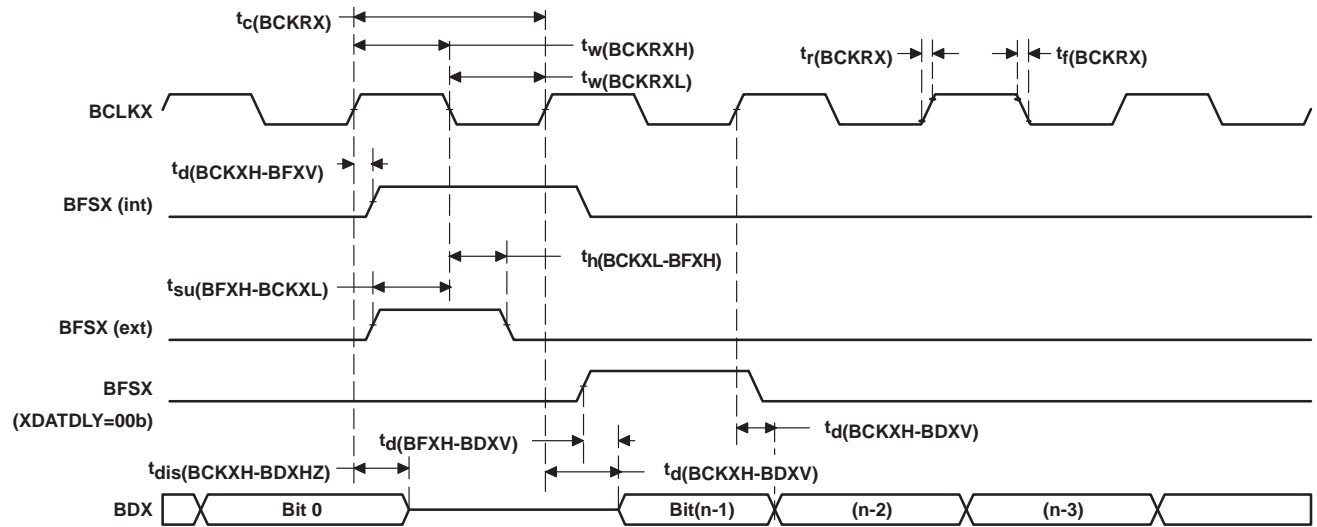 tc(BCKRX)
tw(BCKRXH)
tr(BCKRX)
tf(BCKRX)
tw(BCKRXL)
BCLKX
td(BCKXH-BFXV)
BFSX (int)
th(BCKXL-BFXH)
tsu(BFXH-BCKXL)
BFSX (ext)
BFSX
(XDATDLY=00b)
td(BFXH-BDXV)
td(BCKXH-BDXV)
tdis(BCKXH-BDXHZ)
td(BCKXH-BDXV)
BDX
Bit 0
Bit(n-1)
(n-2)
(n-3)